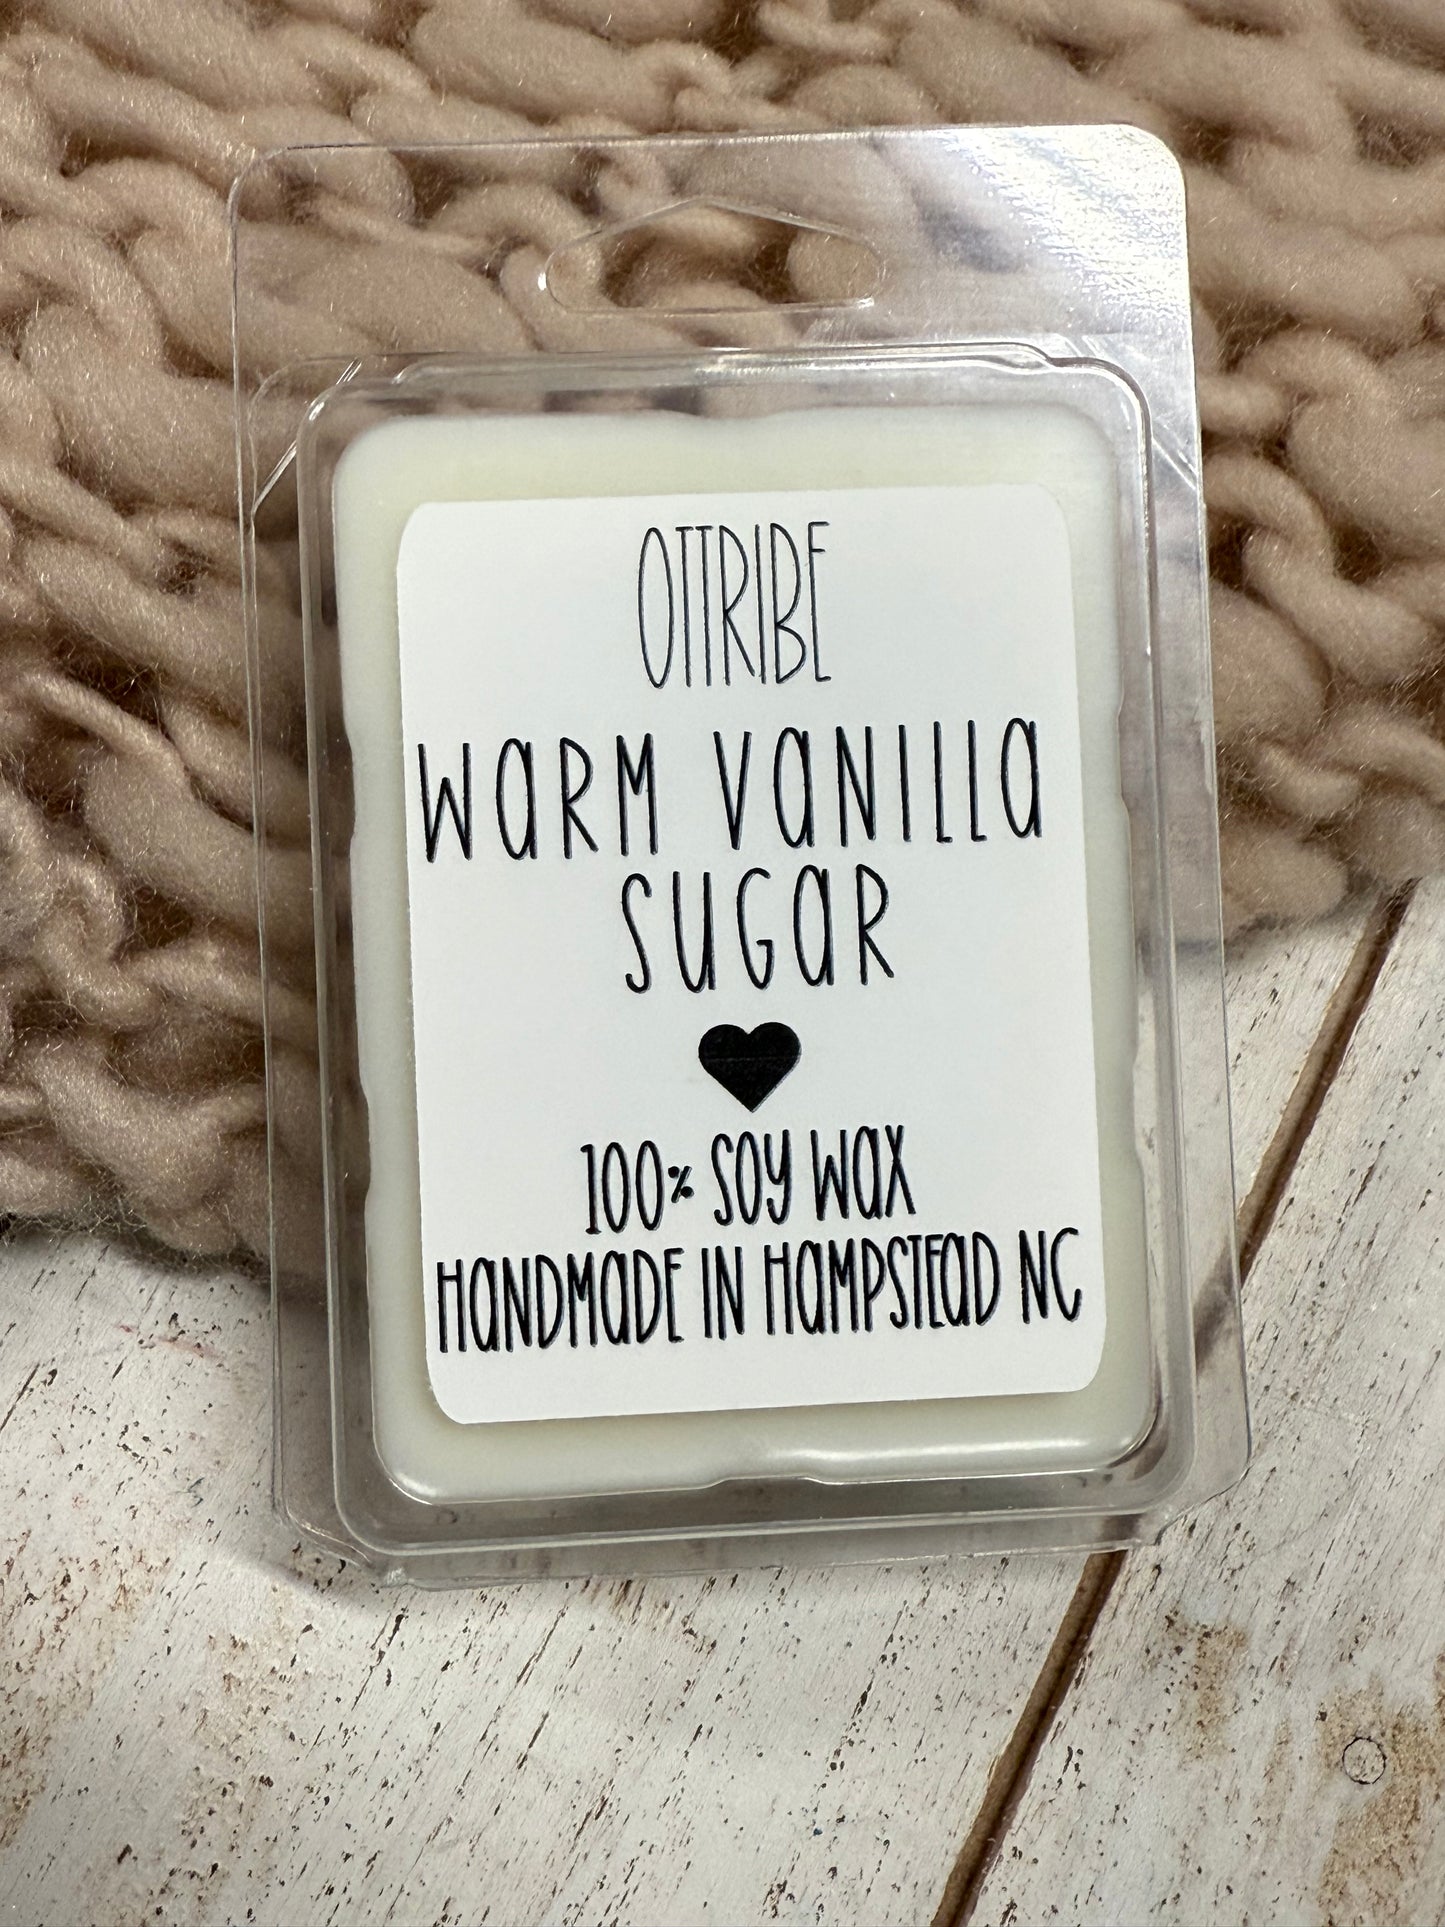 OTTRIBE
WaRM VaNILLa
SUGaR
100% SOY WaX
HaNDMaDE IN HaMPSTEaD NC